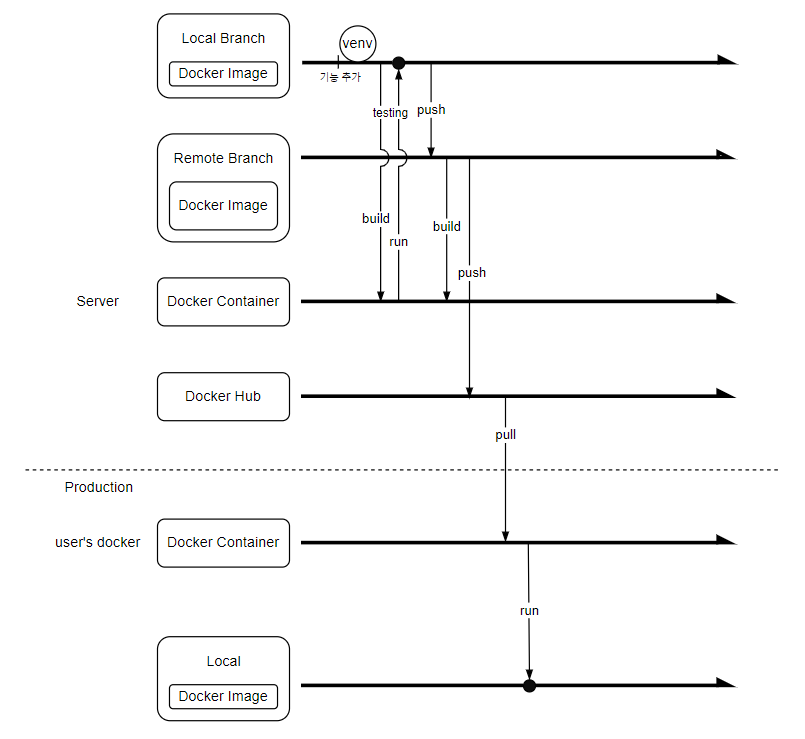 Local Branch
Docker Image
venv
기능 추가
testing
push
Remote Branch
Docker Image
build
run
build
push
Server
Docker Container
Docker Hub
pull
Production
user's docker
Docker Container
run
Local
Docker Image